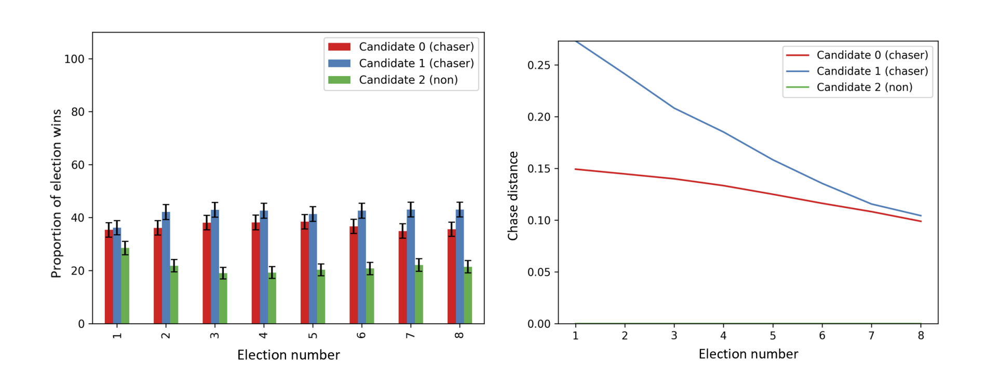 Proportion of election wins
100
80
60
40
20
0
Candidate 0 (chaser)
Candidate 1 (chaser)
Candidate 2 (non)
1 2 3 4 5 6 7 8
Election number
Chase distance
0.25
0.20
0.15
0.10
0.05
0.00
Candidate 0 (chaser)
Candidate 1 (chaser)
Candidate 2 (non)
1 2 3 4 5 6 7 8
Election number